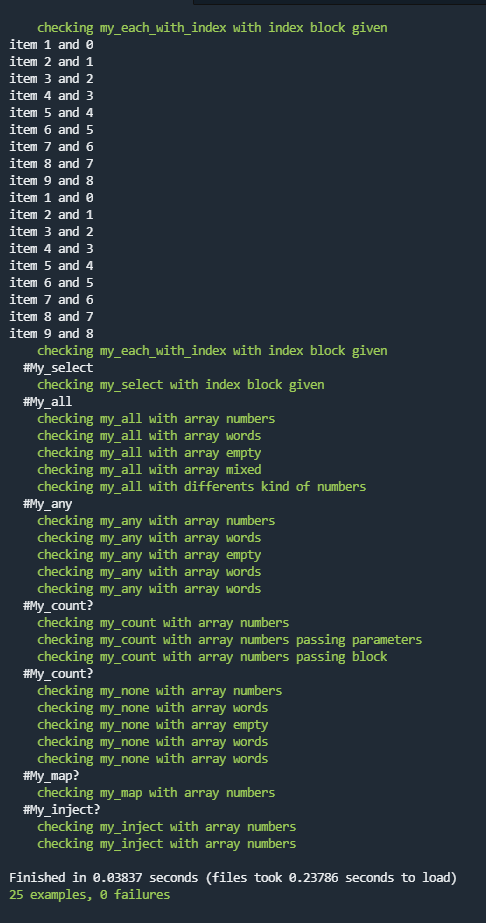 checking my_each_with_index with index block given
item 1 and 0
item 2 and 1
item 3 and 2
item 4 and 3
item 5 and 4
item 6 and 5
item 7 and 6
item 8 and 7
item 9 and 8
item 1 and 0
item 2 and 1
item 3 and 2
item 4 and 3
item 5 and 4
item 6 and 5
item 7 and 6
item 8 and 7
item 9 and 8
checking my_each_with_index with index block given
#My_select
checking my_select with index block given
#My_all
checking my_all with array numbers
checking my_all with array words
checking my_all with array empty
checking my_all with array mixed
checking my_all with differents kind of numbers
#My_any
checking my_any with array numbers
checking my_any with array words
checking my_any with array empty
checking my_any with array words
checking my_any with array words
#My_count?
checking my_count with array numbers
checking my_count with array numbers passing parameters
checking my_count with array numbers passing block
#My_count?
checking my_none with array numbers
checking my_none with array words
checking my_none with array empty
checking my_none with array words
checking my_none with array words
#My_map?
checking my_map with array numbers
#My_inject?
checking my_inject with array numbers
checking my_inject with array numbers
Finished in 0.03837 seconds (files took 0.23786 seconds to load)
25 examples, 0 failures